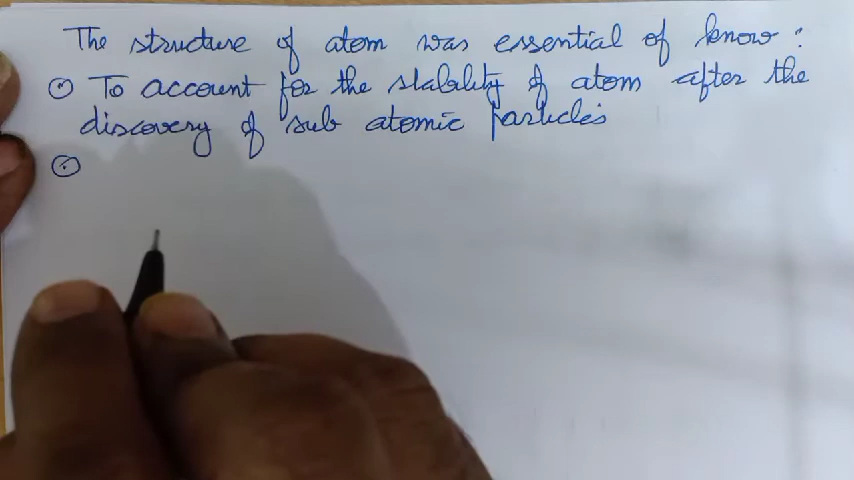 The structure of atom was essential of know :
⊙ To account for the stability of atom after the
discovery of sub atomic particles
⊙